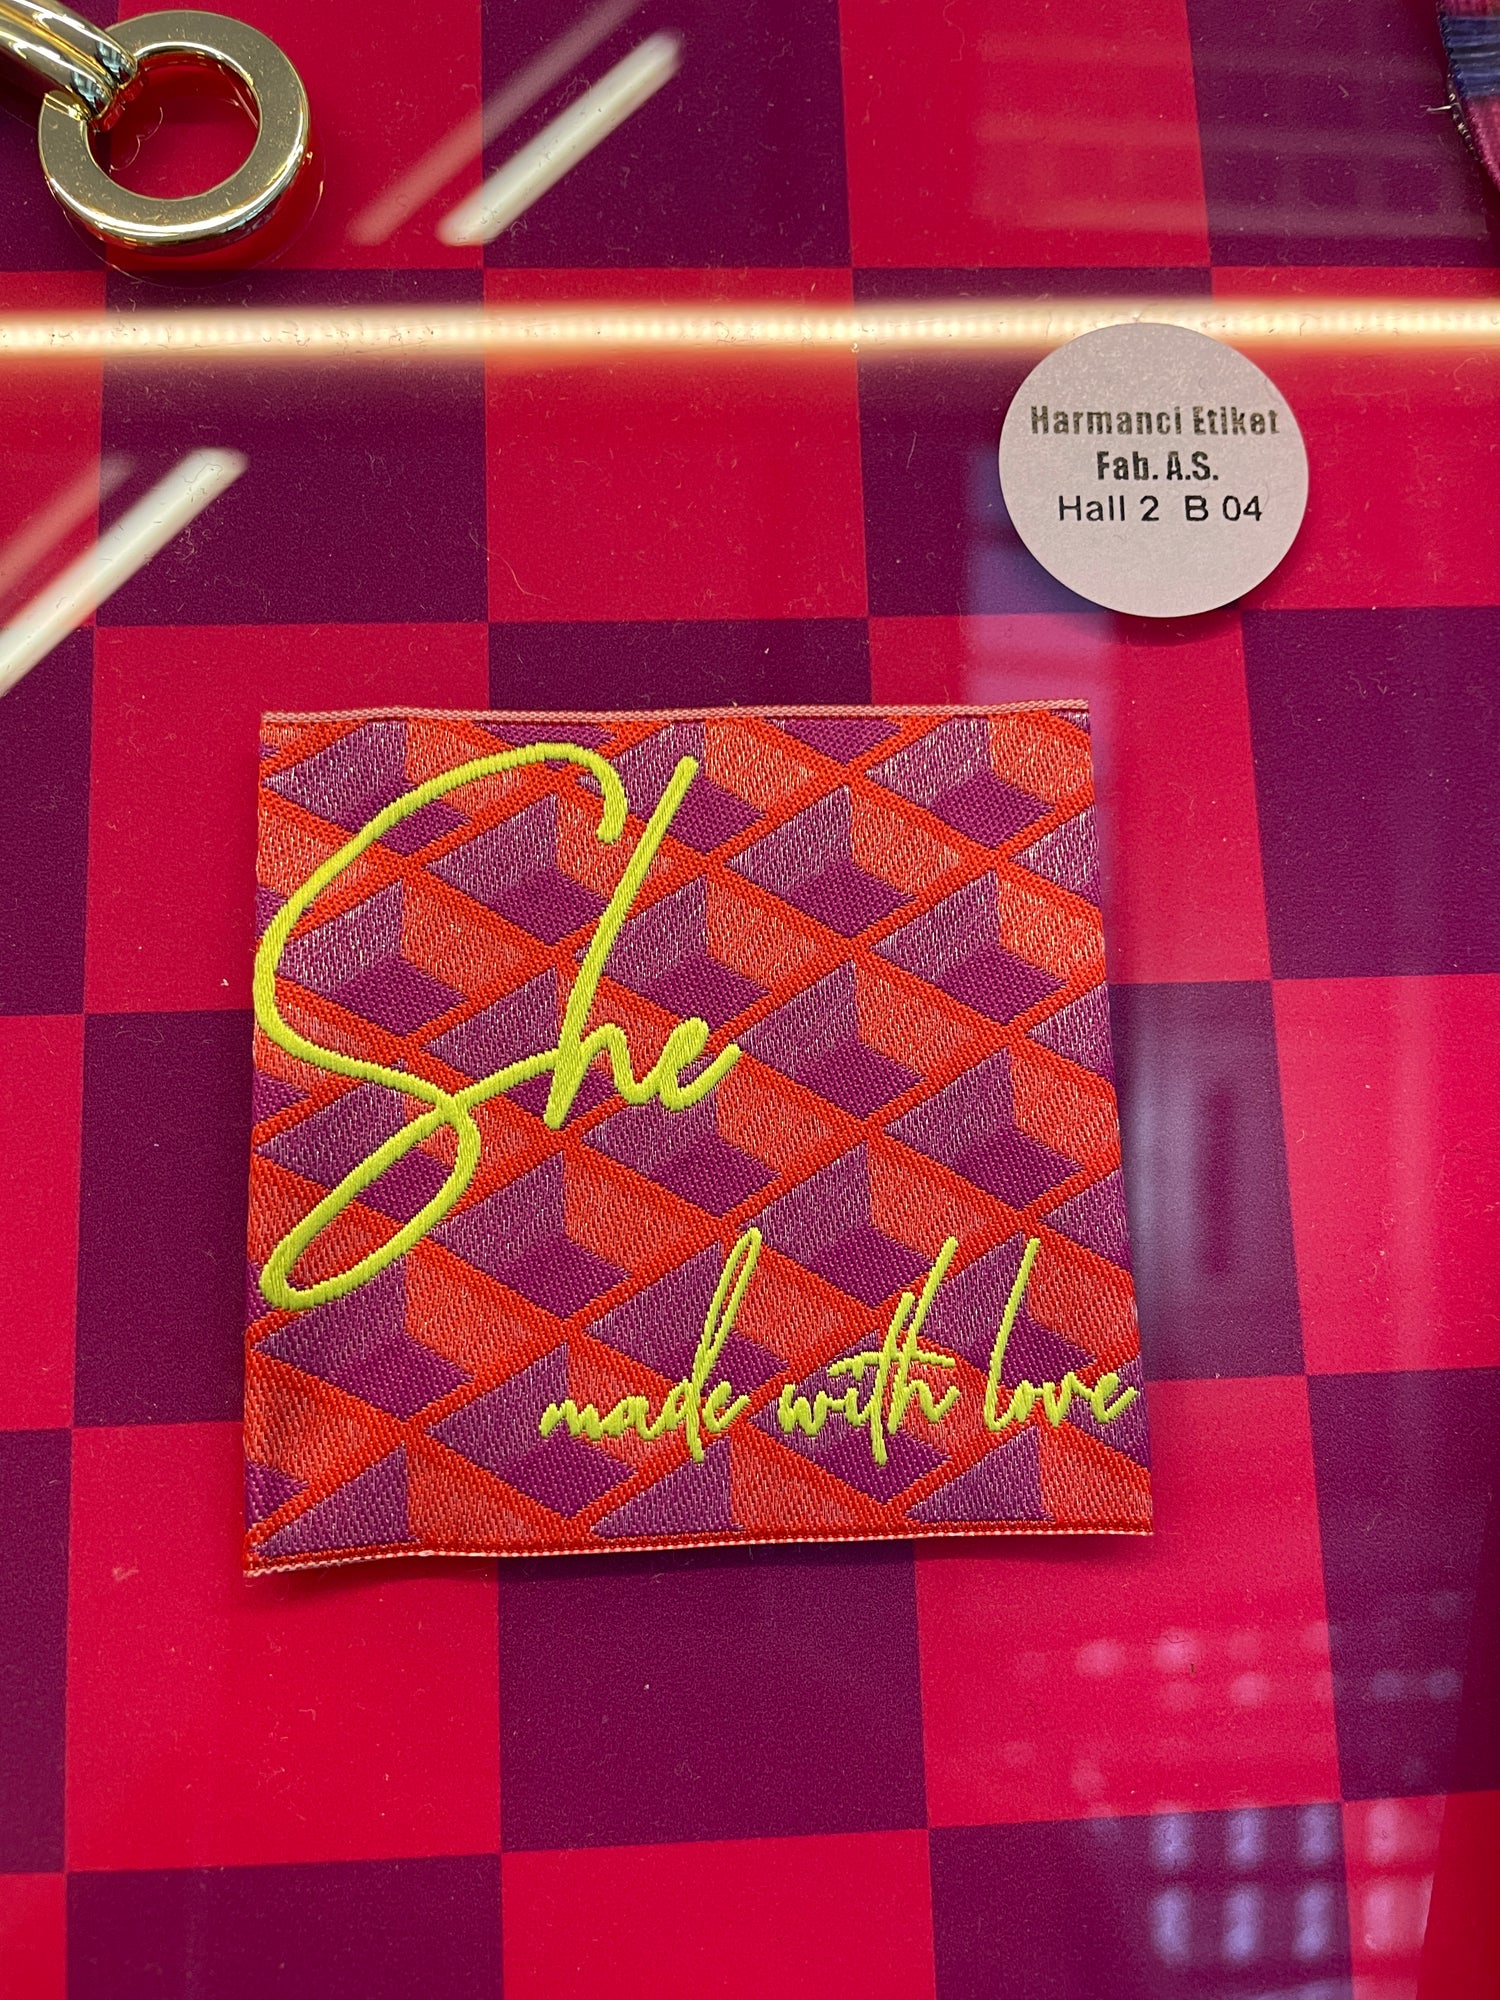 Harmanci Etiket
Fab. A.S.
Hall 2 B 04
She
made with love